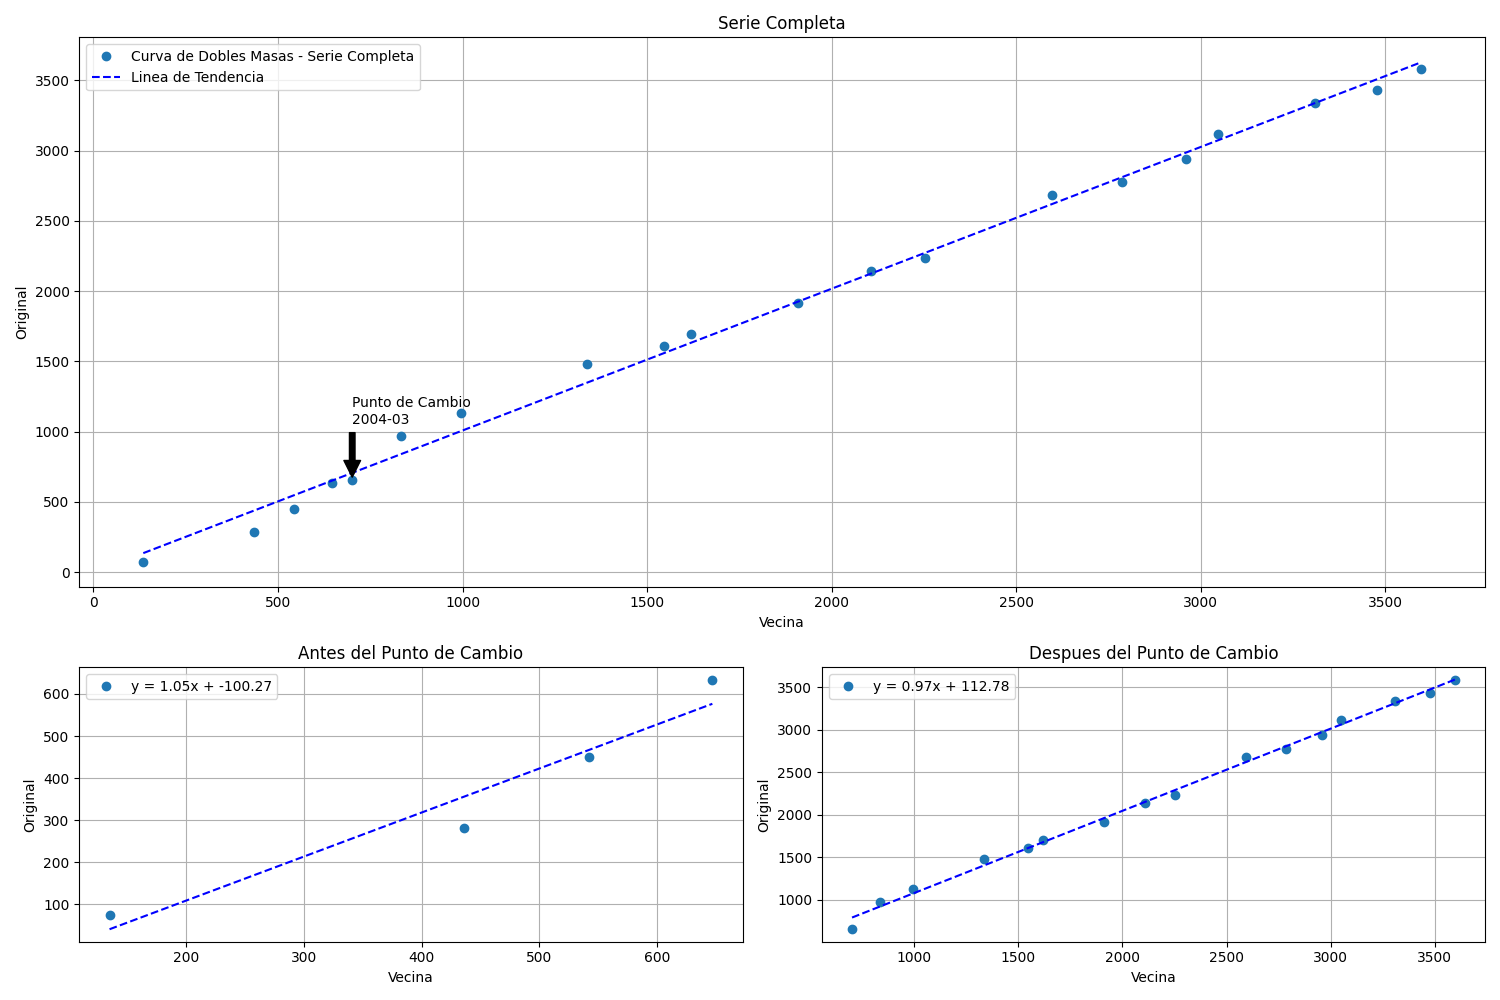 Serie Completa
Curva de Dobles Masas - Serie Completa
Linea de Tendencia
3500
3000
2500
2000
1500
1000
500
0
Original
Punto de Cambio
2004-03
0 500 1000 1500 2000 2500 3000 3500
Vecina
Antes del Punto de Cambio
y = 1.05x + -100.27
600
500
400
300
200
100
Original
200 300 400 500 600
Vecina
Despues del Punto de Cambio
y = 0.97x + 112.78
3500
3000
2500
2000
1500
1000
Original
1000 1500 2000 2500 3000 3500
Vecina